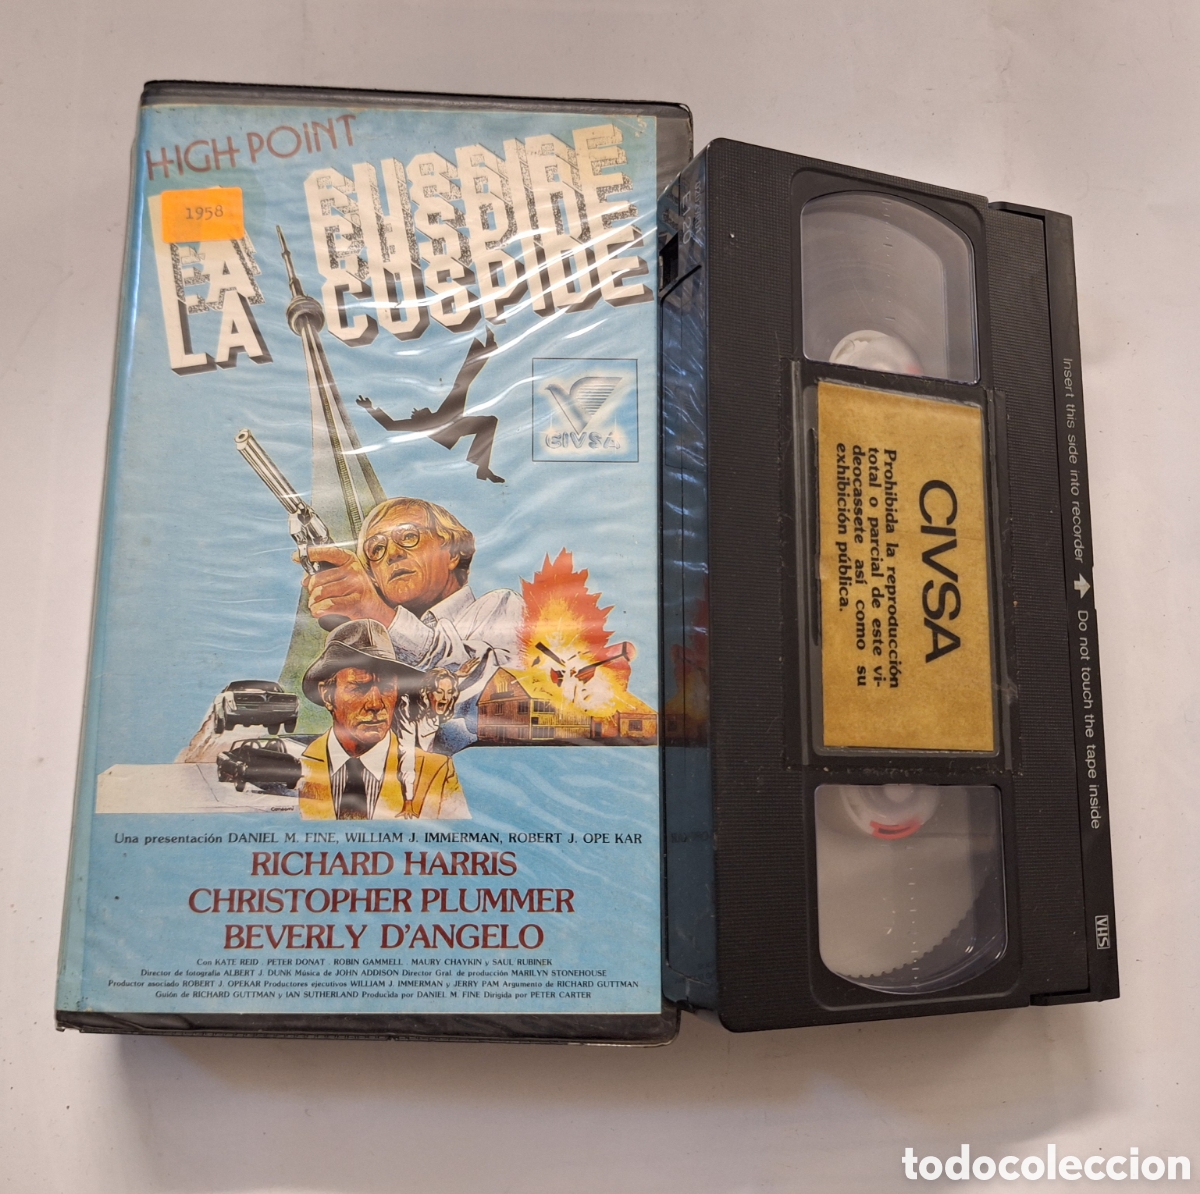 HIGH POINT
1958
LA CUSPIDE
LA CUSPIDE
LA CUSPIDE
CIVSA
Una presentación DANIEL M. FINE, WILLIAM J. IMMERMAN, ROBERT J. OPE KAR
RICHARD HARRIS
CHRISTOPHER PLUMMER
BEVERLY D'ANGELO
Con KATE REID . PETER DONAT . ROBIN GAMMELL . MAURY CHAYKIN y SAUL RUBINEK
Director de fotografía ALBERT J. DUNK Música de JOHN ADDISON Director Gral. de producción MARILYN STONEHOUSE
Productor asociado ROBERT J. OPEKAR Productores ejecutivos WILLIAM J. IMMERMAN y JERRY PAM Argumento de RICHARD GUTTMAN
Guión de RICHARD GUTTMAN y IAN SUTHERLAND Producida por DANIEL M. FINE Dirigida por PETER CARTER
CIVSA
Prohibida la reproducción
total o parcial de este vi-
deocassete así como su
exhibición pública.
Insert this side into recorder Do not touch the tape inside
VHS
todocoleccion